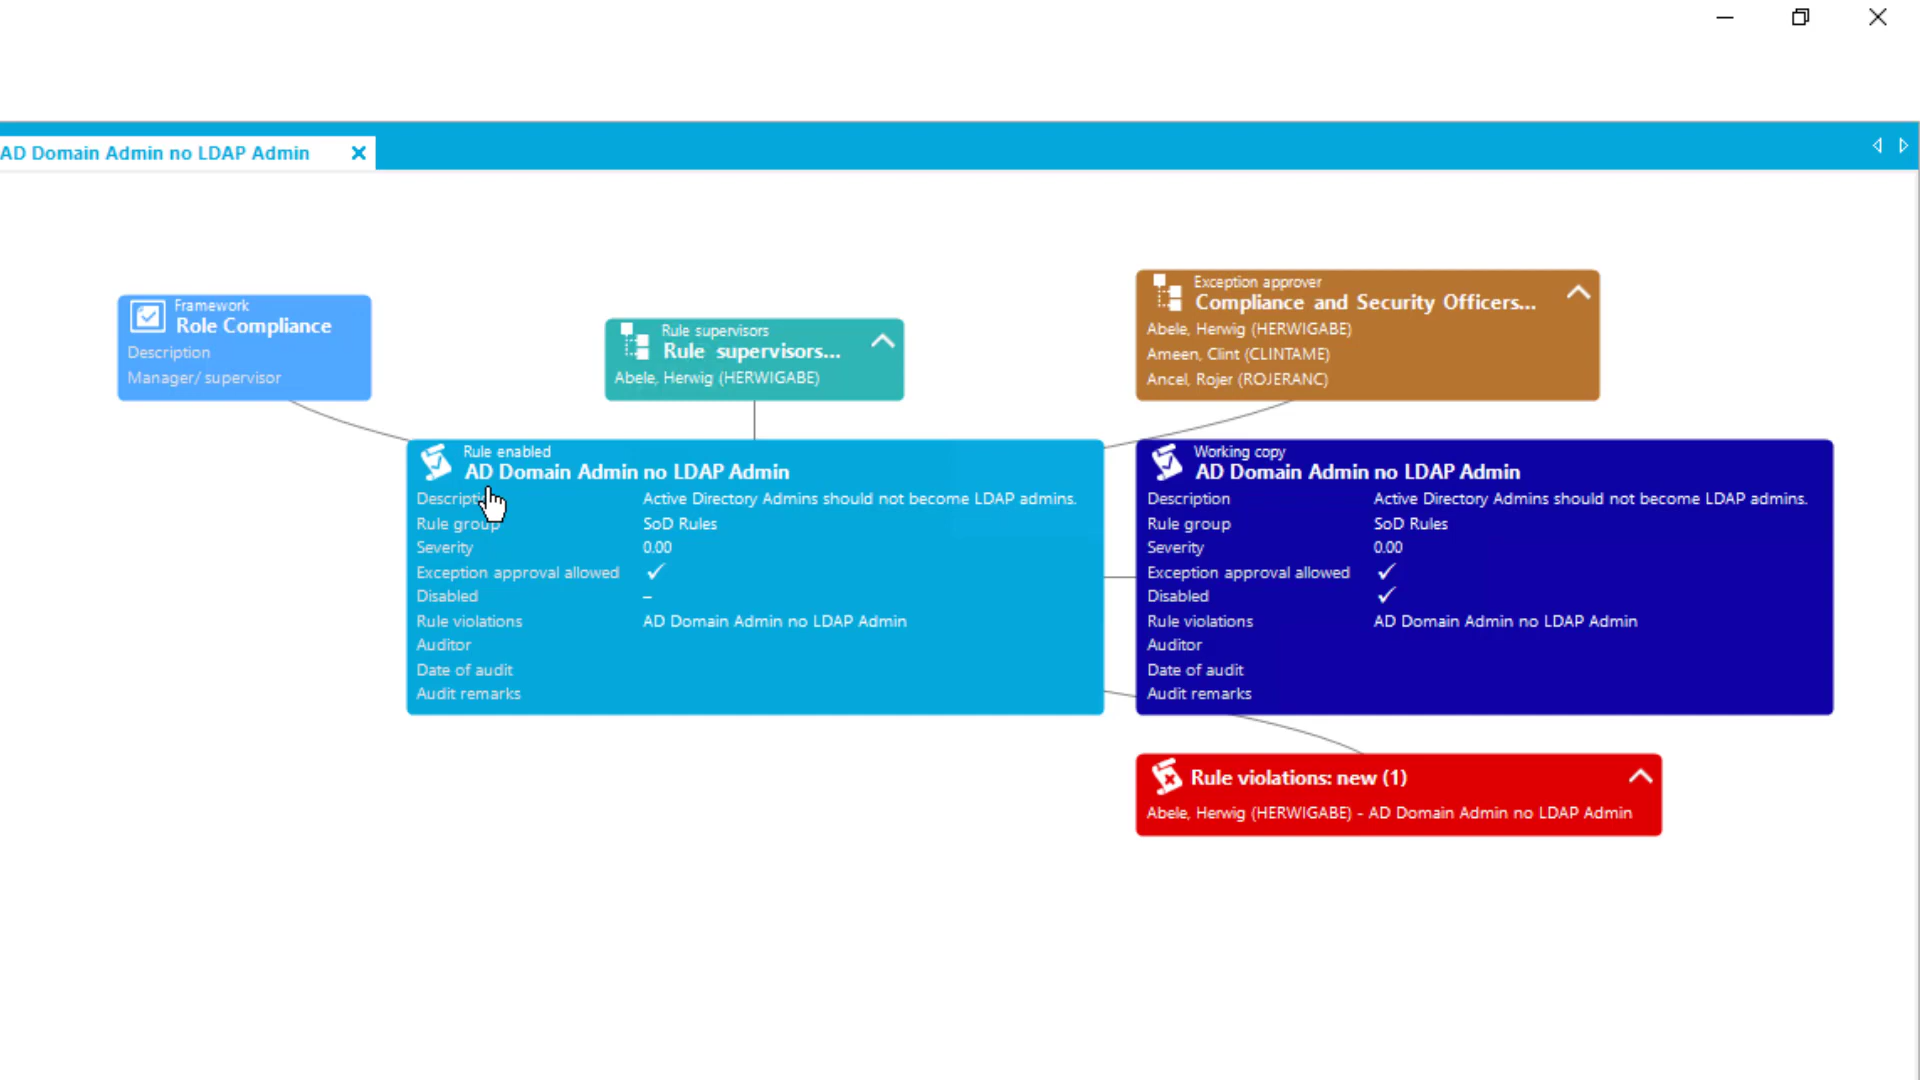 AD Domain Admin no LDAP Admin
Framework
Role Compliance
Description
Manager/ supervisor
Rule supervisors
Rule supervisors...
Abele, Herwig (HERWIGABE)
Exception approver
Compliance and Security Officers...
Abele, Herwig (HERWIGABE)
Ameen, Clint (CLINTAME)
Ancel, Rojer (ROJERANC)
Rule enabled
AD Domain Admin no LDAP Admin
Active Directory Admins should not become LDAP admins.
Rule group SoD Rules
Severity 0.00
Exception approval allowed ✓
Disabled –
Rule violations AD Domain Admin no LDAP Admin
Auditor
Date of audit
Audit remarks
Working copy
AD Domain Admin no LDAP Admin
Description Active Directory Admins should not become LDAP admins.
Rule group SoD Rules
Severity 0.00
Exception approval allowed ✓
Disabled ✓
Rule violations AD Domain Admin no LDAP Admin
Auditor
Date of audit
Audit remarks
Rule violations: new (1)
Abele, Herwig (HERWIGABE) - AD Domain Admin no LDAP Admin